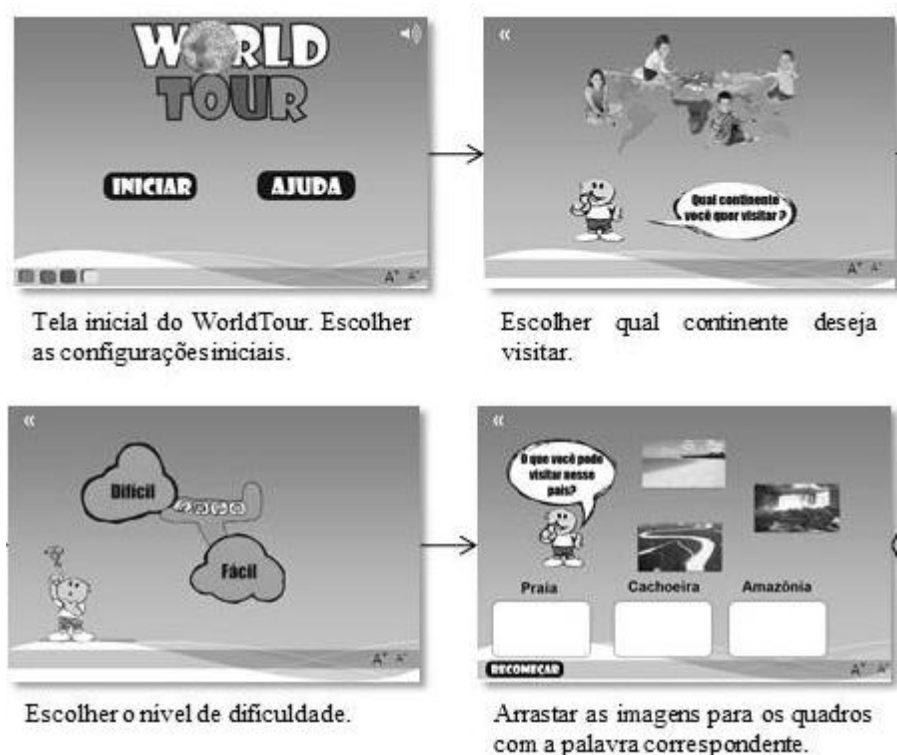 WORLD
TOUR
INICIAR
AJUDA
A+ A-
Tela inicial do WorldTour. Escolher
as configurações iniciais.
«
Qual continente
você quer visitar ?
A+ A-
Escolher qual continente deseja
visitar.
«
Difícil
Fácil
A+ A-
Escolher o nível de dificuldade.
«
O que você pode
visitar nesse
país?
Praia
Cachoeira
Amazônia
RECOMEÇAR
A+ A-
Arrastar as imagens para os quadros
com a palavra correspondente.